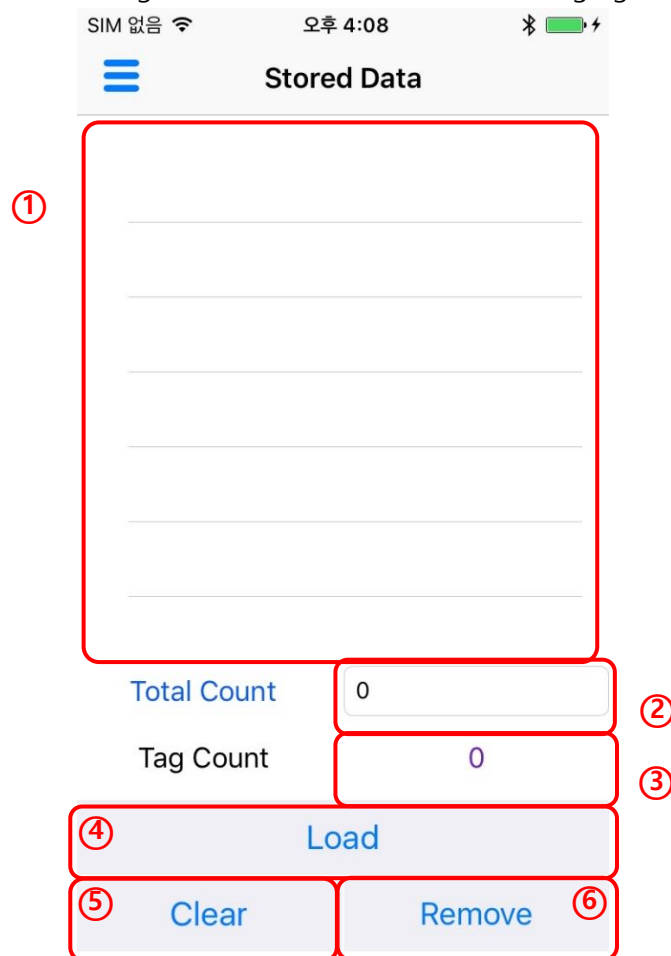 SIM 없음 오후 4:08
Stored Data
①
Total Count 0 ②
Tag Count 0 ③
④ Load
⑤ Clear Remove ⑥